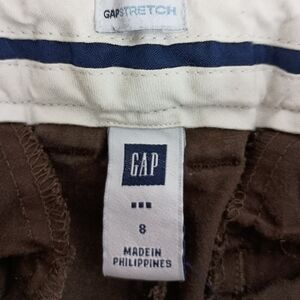 GAPSTRETCH
GAP
8
MADE IN
PHILIPPINES